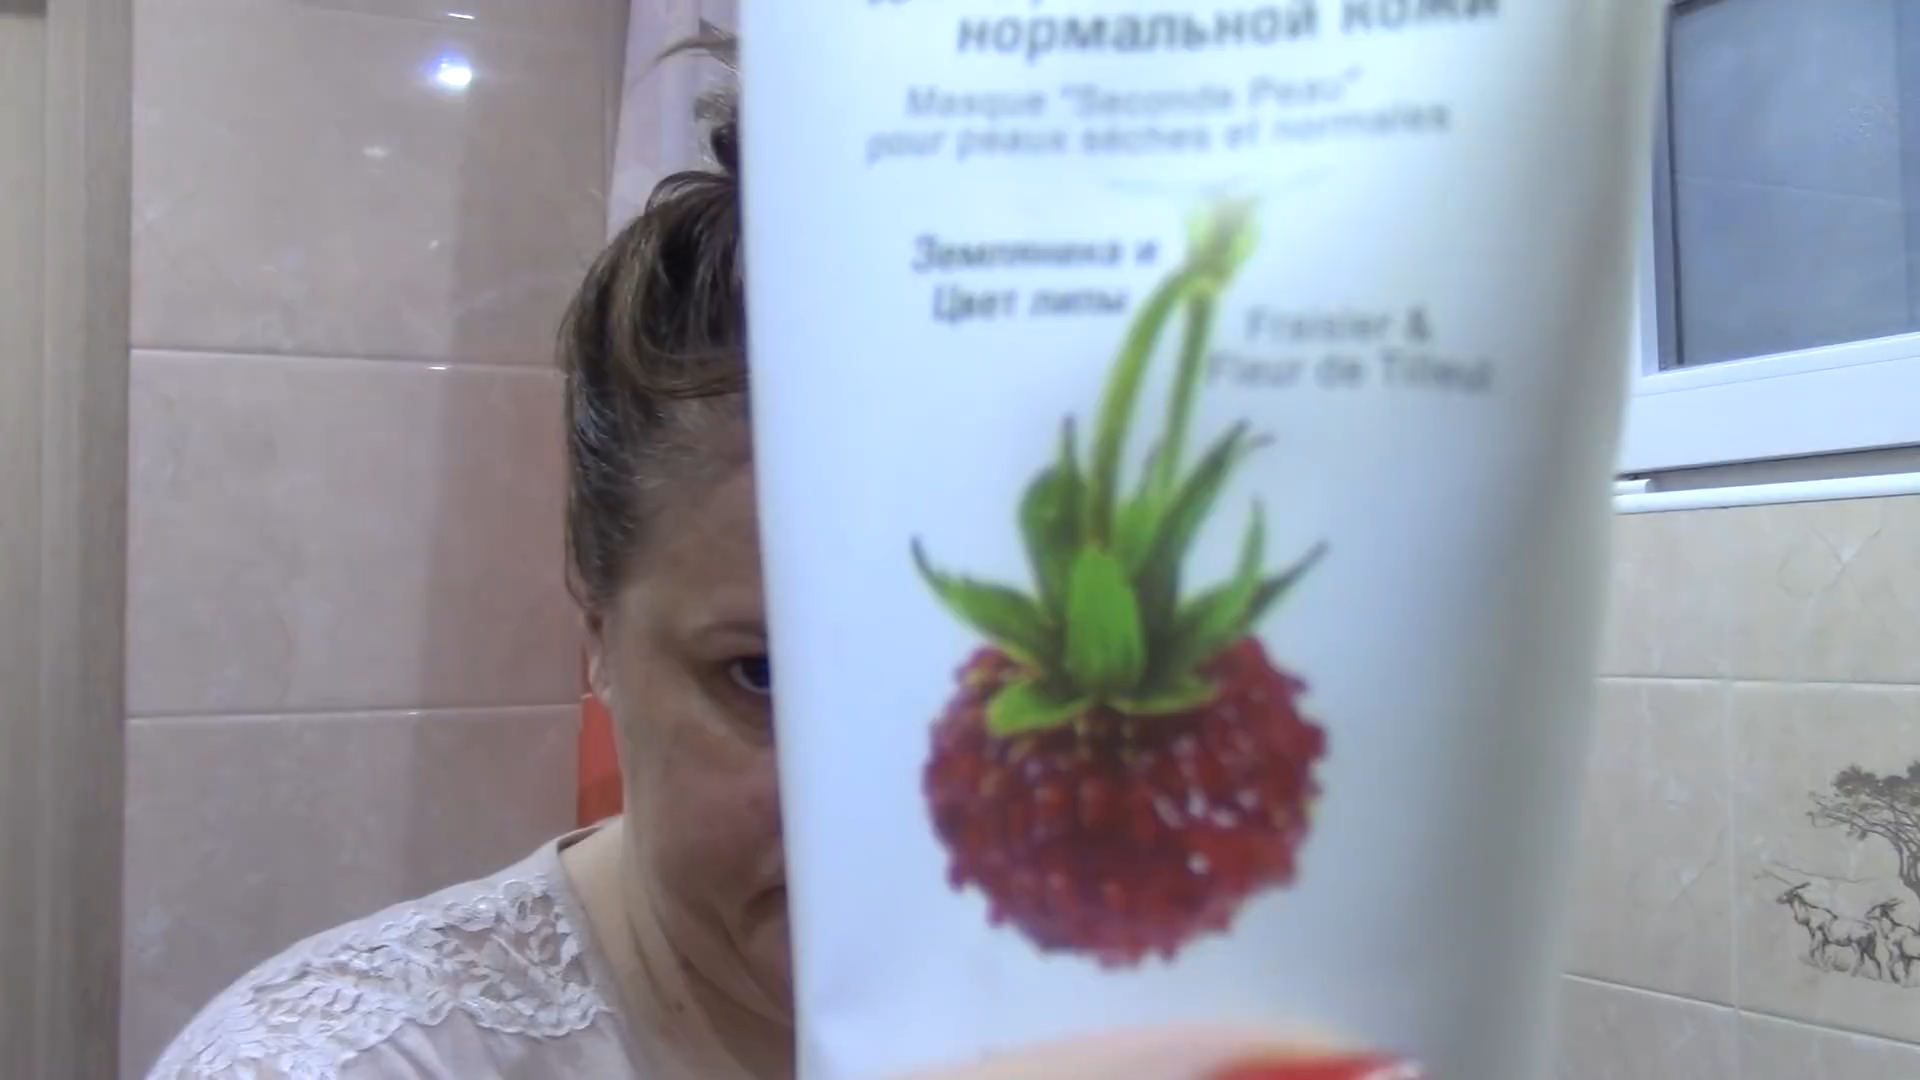 нормальной кожи
Masque "Seconde Peau"
pour peaux sèches et normales
Земляника и
Цвет липы
Fraisier &
Fleur de Tilleul